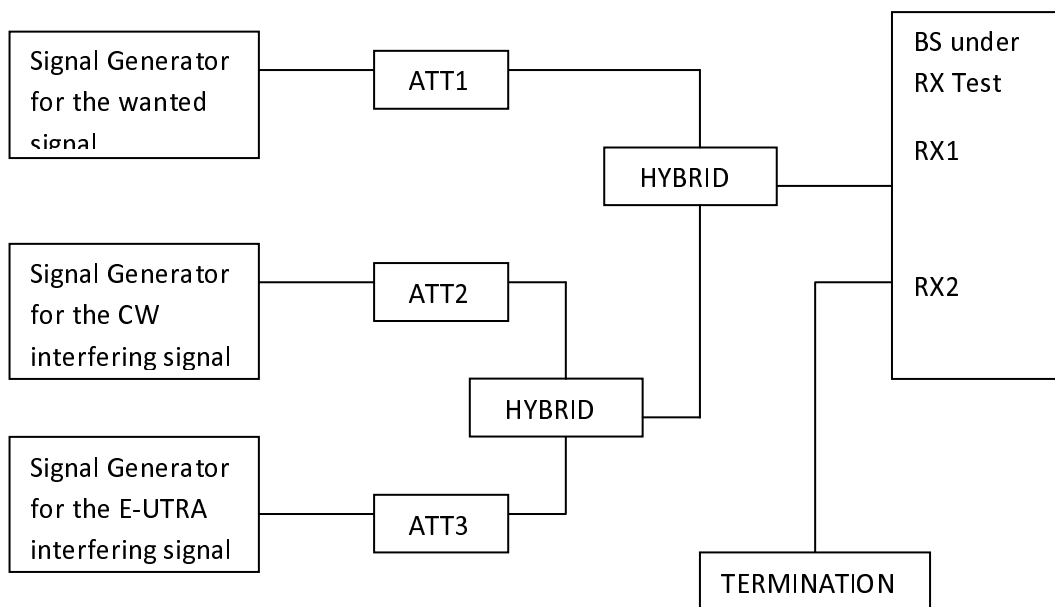 Signal Generator
for the wanted
signal
ATT1
HYBRID
BS under
RX Test
RX1
RX2
Signal Generator
for the CW
interfering signal
ATT2
HYBRID
Signal Generator
for the E-UTRA
interfering signal
ATT3
TERMINATION